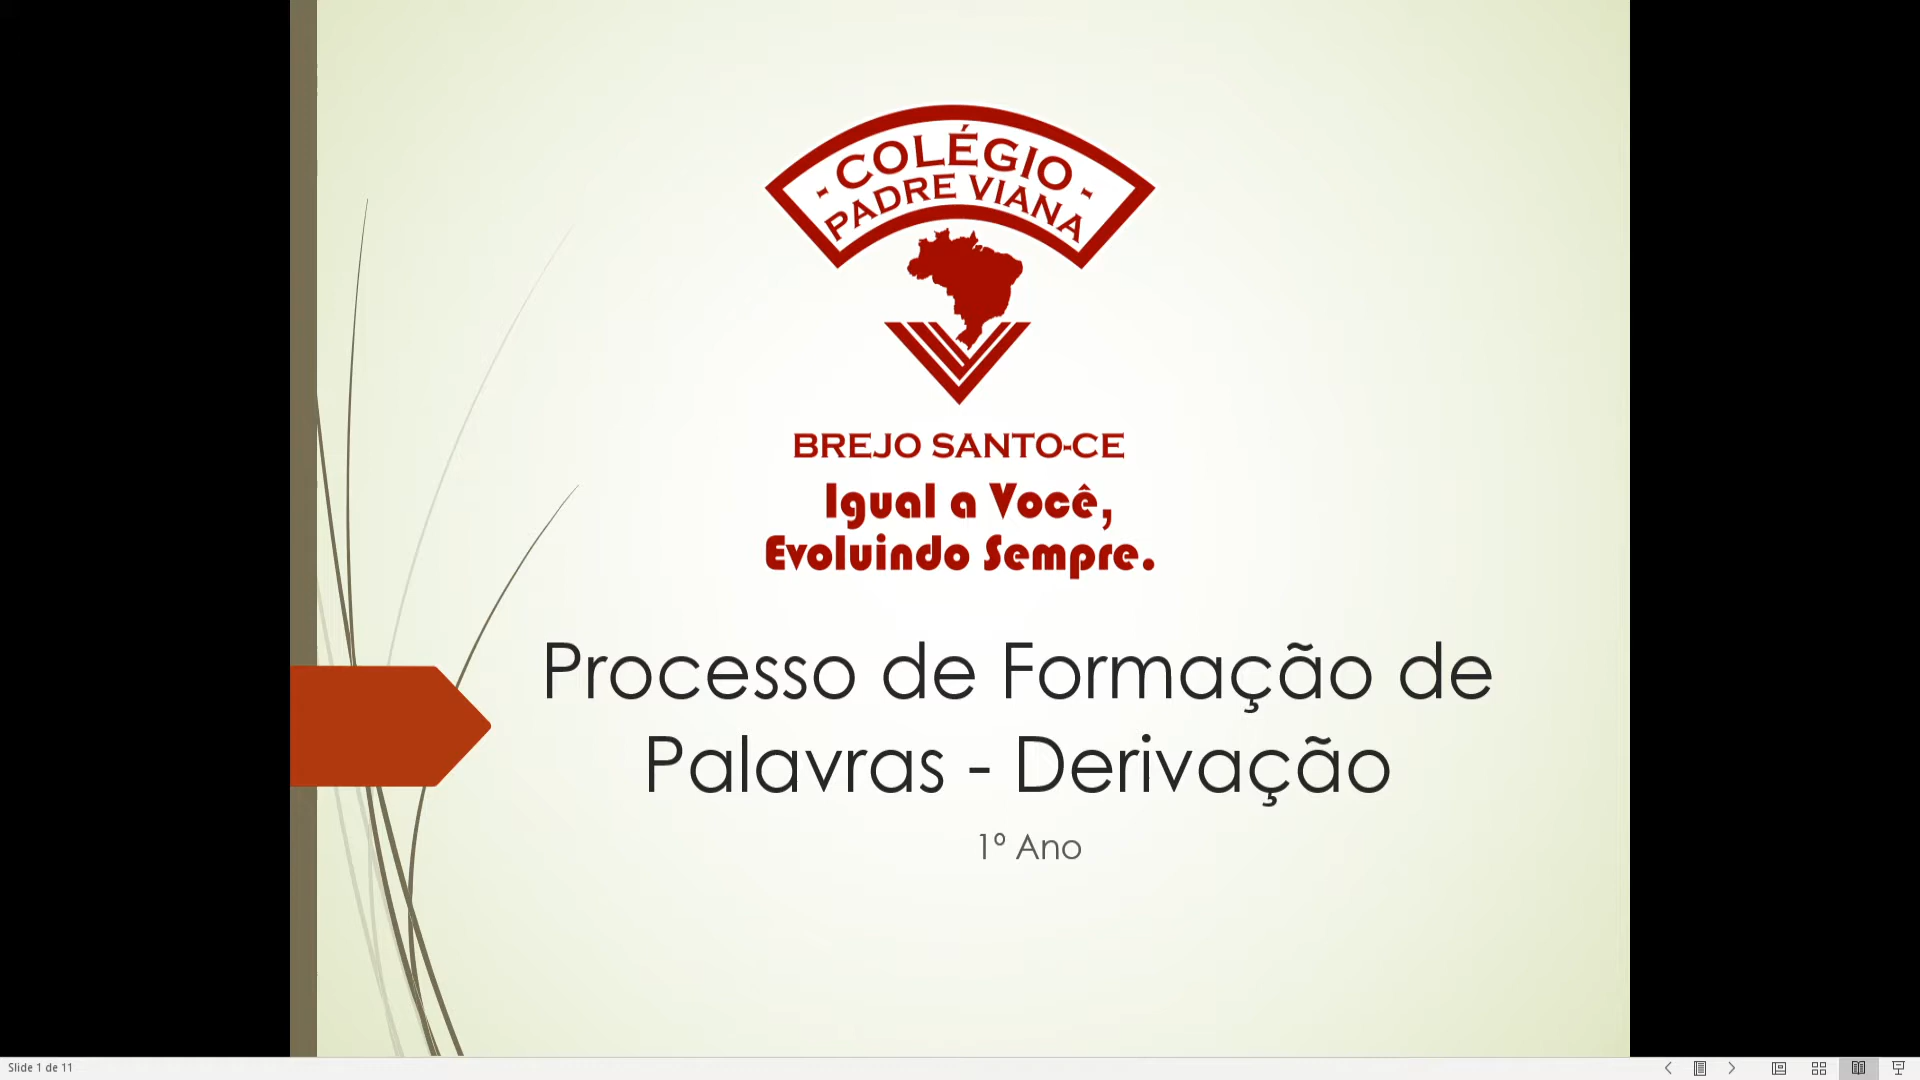 - COLÉGIO -
PADRE VIANA
BREJO SANTO-CE
Igual a Você,
Evoluindo Sempre.
Processo de Formação de
Palavras - Derivação
1º Ano
Slide 1 de 11